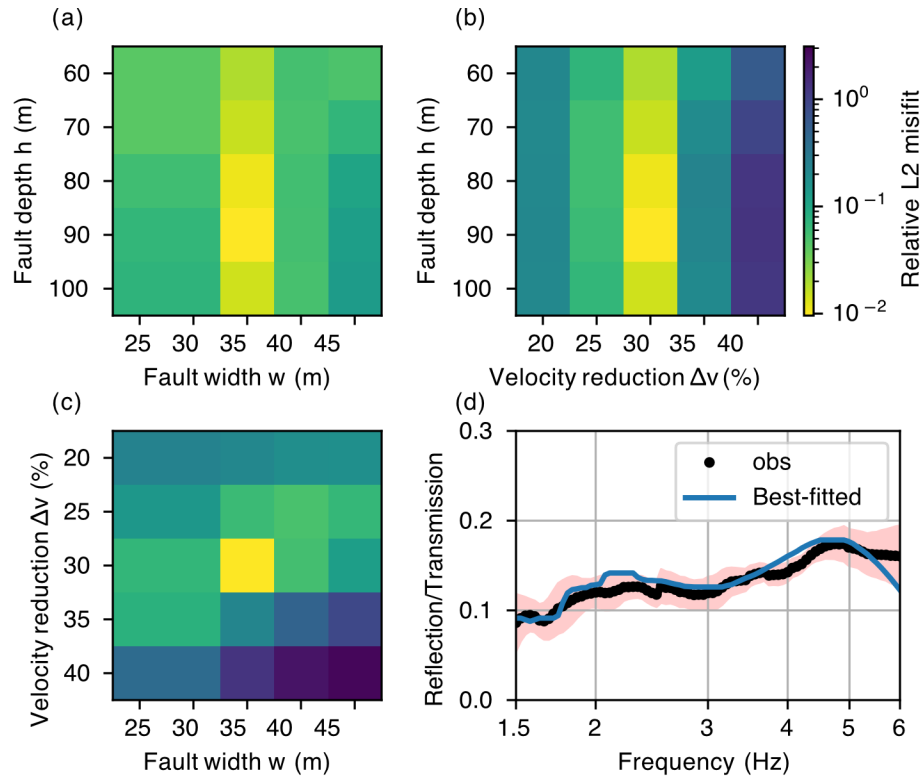 (a)
60
70
80
90
100
Fault depth h (m)
25 30 35 40 45
Fault width w (m)
(b)
60
70
80
90
100
Fault depth h (m)
20 25 30 35 40
Velocity reduction Δv (%)
10⁰
10⁻¹
10⁻²
Relative L2 misifit
(c)
20
25
30
35
40
Velocity reduction Δv (%)
25 30 35 40 45
Fault width w (m)
(d)
0.3
0.2
0.1
0.0
Reflection/Transmission
obs
Best-fitted
1.5 2 3 4 5 6
Frequency (Hz)